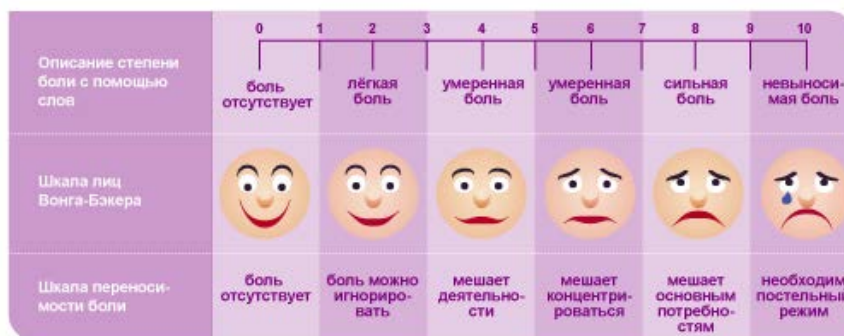 0 1 2 3 4 5 6 7 8 9 10
Описание степени
боли с помощью
слов
боль
отсутствует
лёгкая
боль
умеренная
боль
умеренная
боль
сильная
боль
невыноси-
мая боль
Шкала лиц
Вонга-Бэкера
Шкала переноси-
мости боли
боль
отсутствует
боль можно
игнориро-
вать
мешает
деятельно-
сти
мешает
концентри-
роваться
мешает
основным
потребно-
стям
необходим
постельный
режим